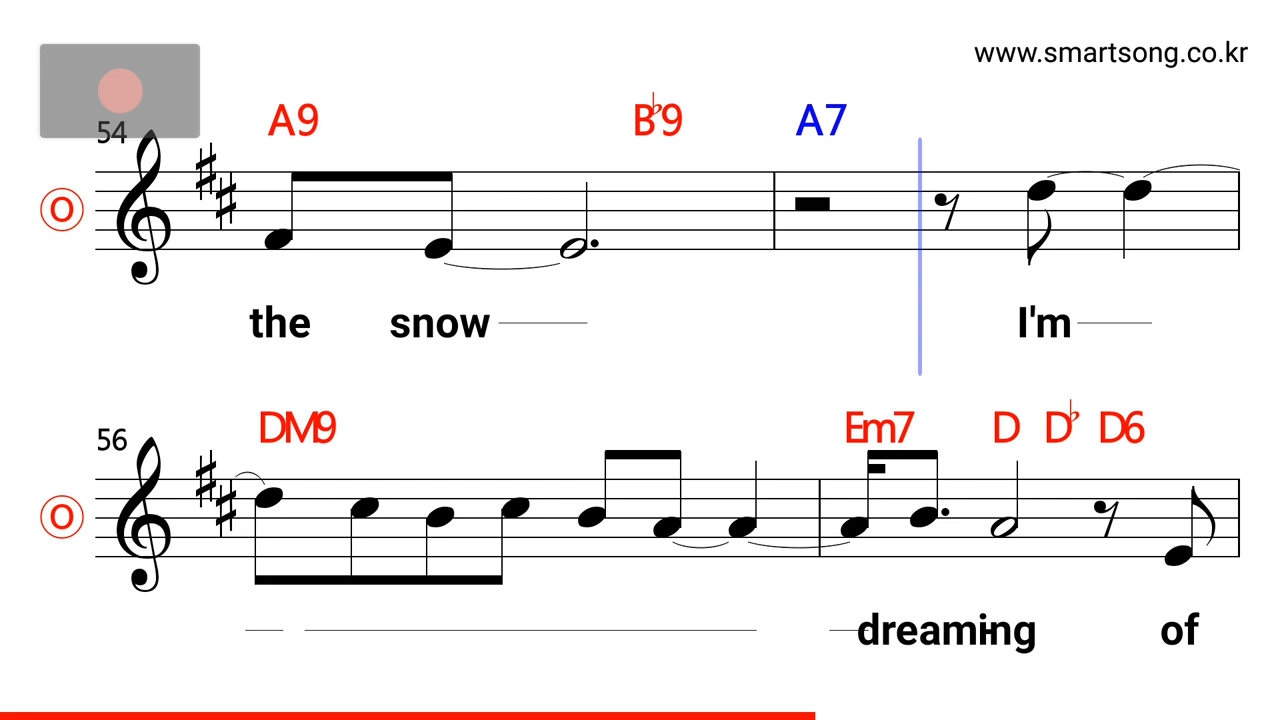 www.smartsong.co.kr
54
A9 B♭9 A7
O
the snow I'm
56
DM9 Em7 D D♭ D6
O
dreaming of